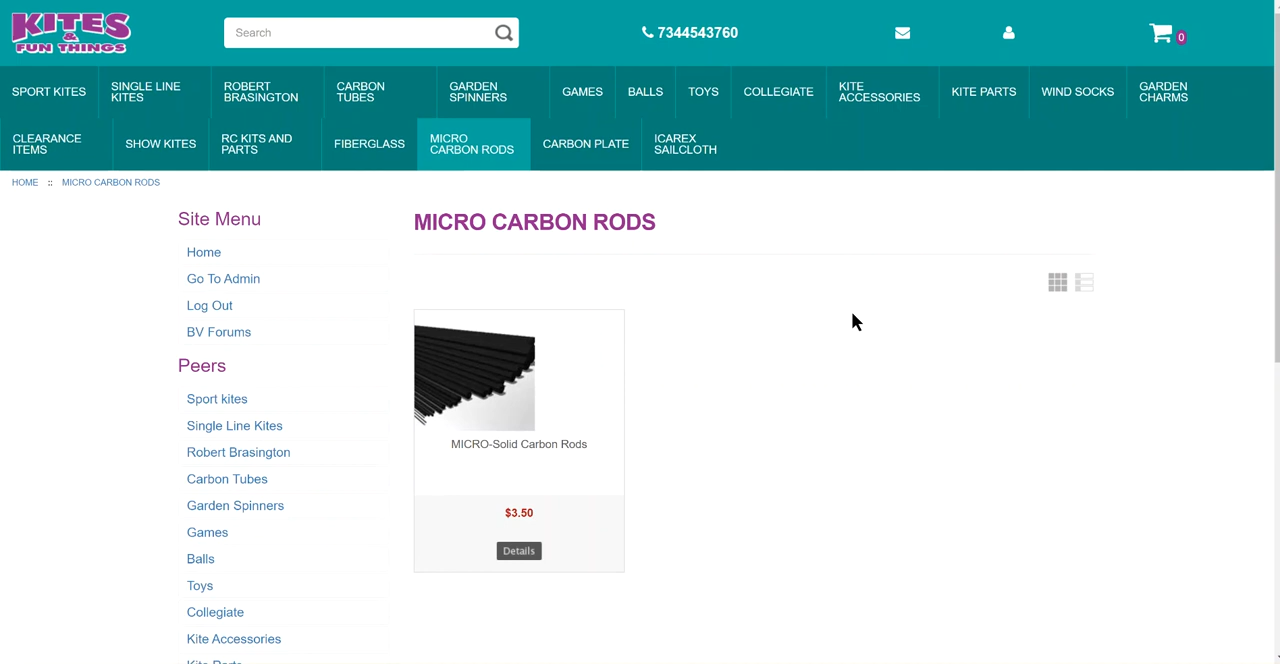 KITES
&
FUN THINGS
Search
7344543760
0
SPORT KITES
SINGLE LINE
KITES
ROBERT
BRASINGTON
CARBON
TUBES
GARDEN
SPINNERS
GAMES
BALLS
TOYS
COLLEGIATE
KITE
ACCESSORIES
KITE PARTS
WIND SOCKS
GARDEN
CHARMS
CLEARANCE
ITEMS
SHOW KITES
RC KITS AND
PARTS
FIBERGLASS
MICRO
CARBON RODS
CARBON PLATE
ICAREX
SAILCLOTH
HOME :: MICRO CARBON RODS
Site Menu
Home
Go To Admin
Log Out
BV Forums
Peers
Sport kites
Single Line Kites
Robert Brasington
Carbon Tubes
Garden Spinners
Games
Balls
Toys
Collegiate
Kite Accessories
Kite Parts
MICRO CARBON RODS
MICRO-Solid Carbon Rods
$3.50
Details